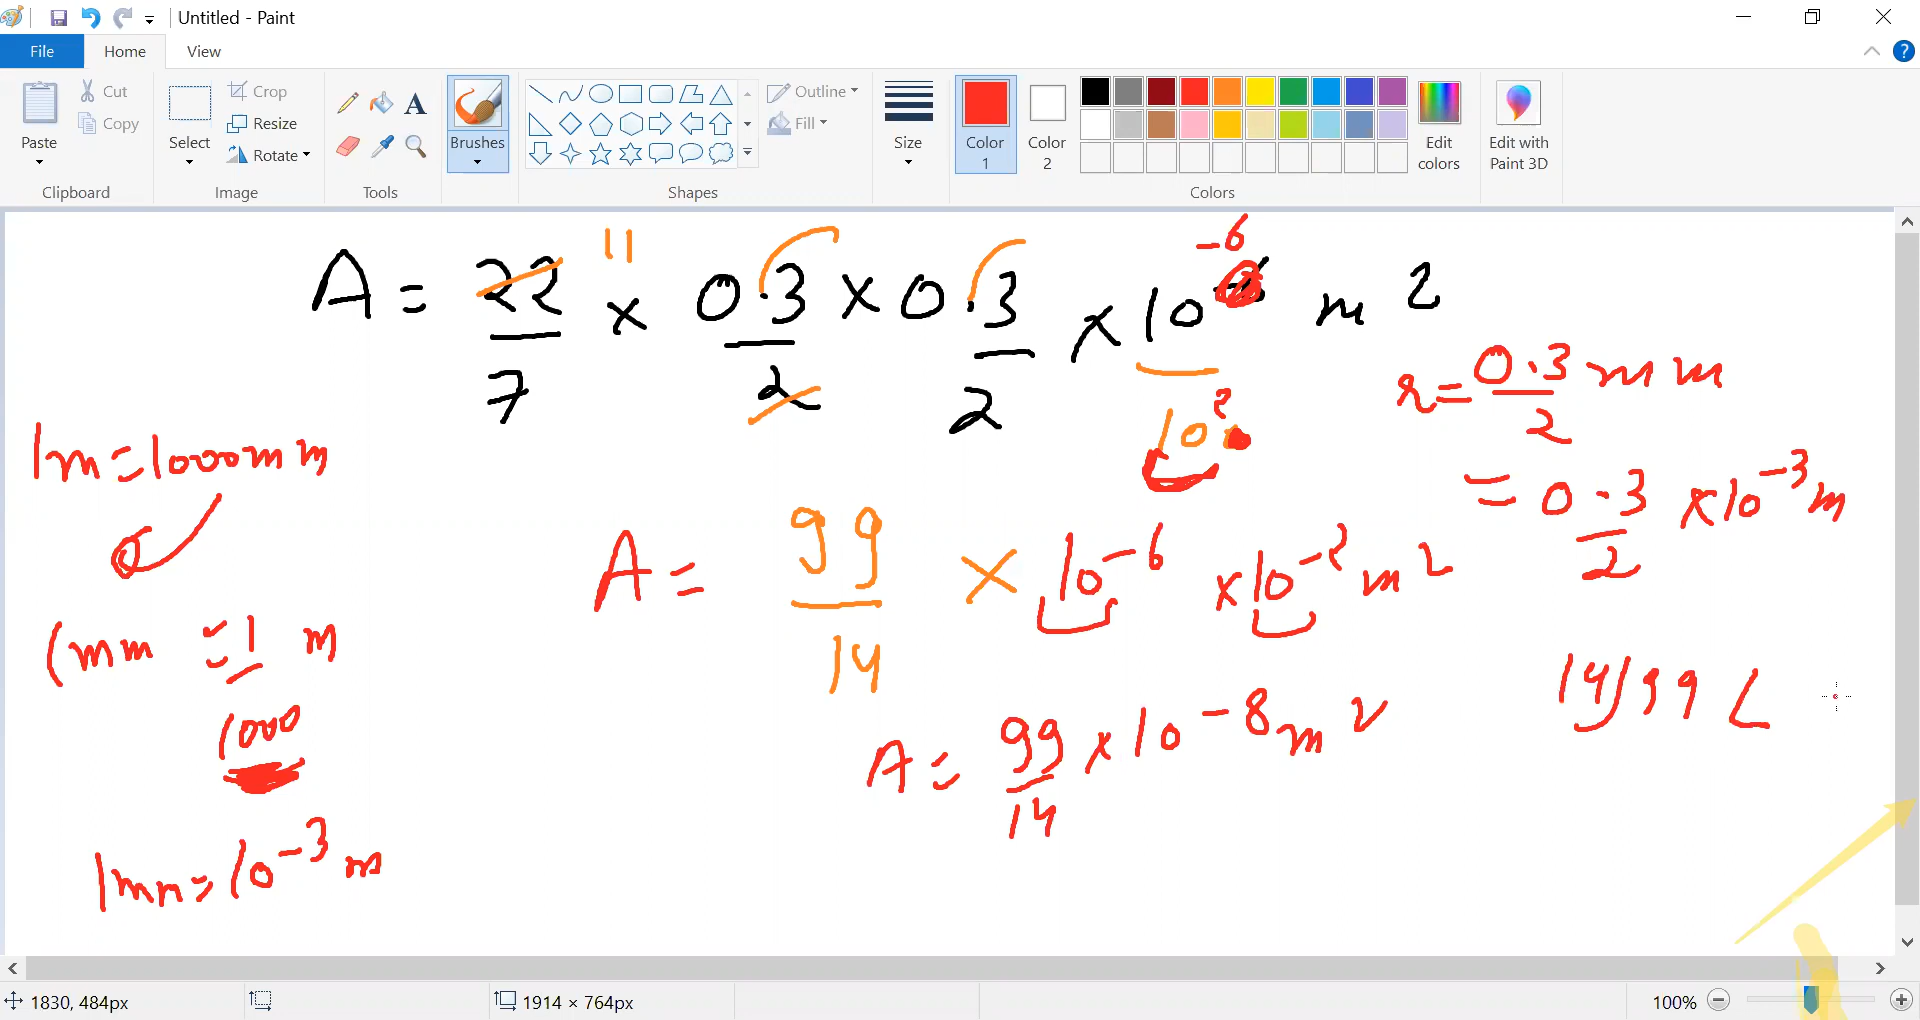 Untitled - Paint
File Home View
Paste
Cut
Copy
Clipboard
Select
Crop
Resize
Rotate
Image
A
Tools
Brushes
Outline
Fill
Shapes
Size
Color 1
Color 2
Edit colors
Colors
Edit with Paint 3D
A = 22/7 × 0.3/2 × 0.3/2 × 10 m²
11
-6
10²
r = 0.3/2 mm
= 0.3/2 × 10⁻³ m
1m = 1000mm
1mm = 1/1000 m
1mm = 10⁻³ m
A = 99/14 × 10⁻⁶ × 10⁻² m²
A = 99/14 × 10⁻⁸ m²
14)99(
1830, 484px
1914 × 764px
100%